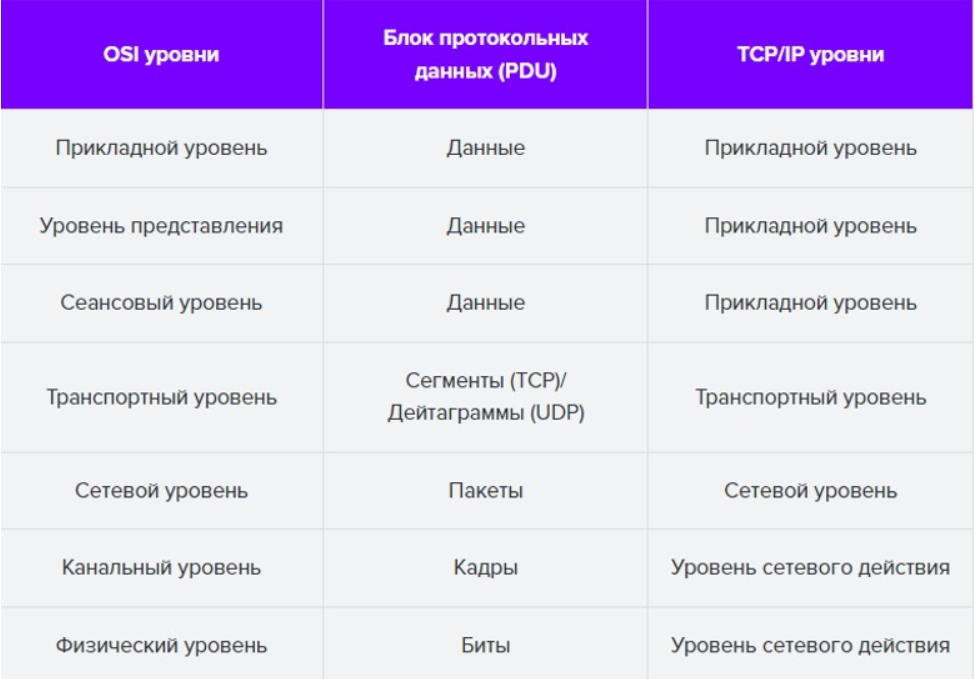 OSI уровни
Блок протокольных
данных (PDU)
TCP/IP уровни
Прикладной уровень
Данные
Прикладной уровень
Уровень представления
Данные
Прикладной уровень
Сеансовый уровень
Данные
Прикладной уровень
Транспортный уровень
Сегменты (TCP)/
Дейтаграммы (UDP)
Транспортный уровень
Сетевой уровень
Пакеты
Сетевой уровень
Канальный уровень
Кадры
Уровень сетевого действия
Физический уровень
Биты
Уровень сетевого действия